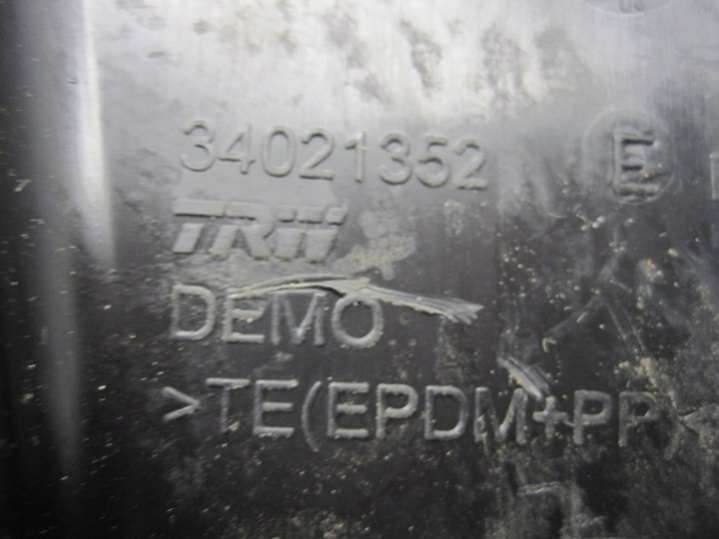 34021352 E
TRW
DEMO
>TE(EPDM+PP)<